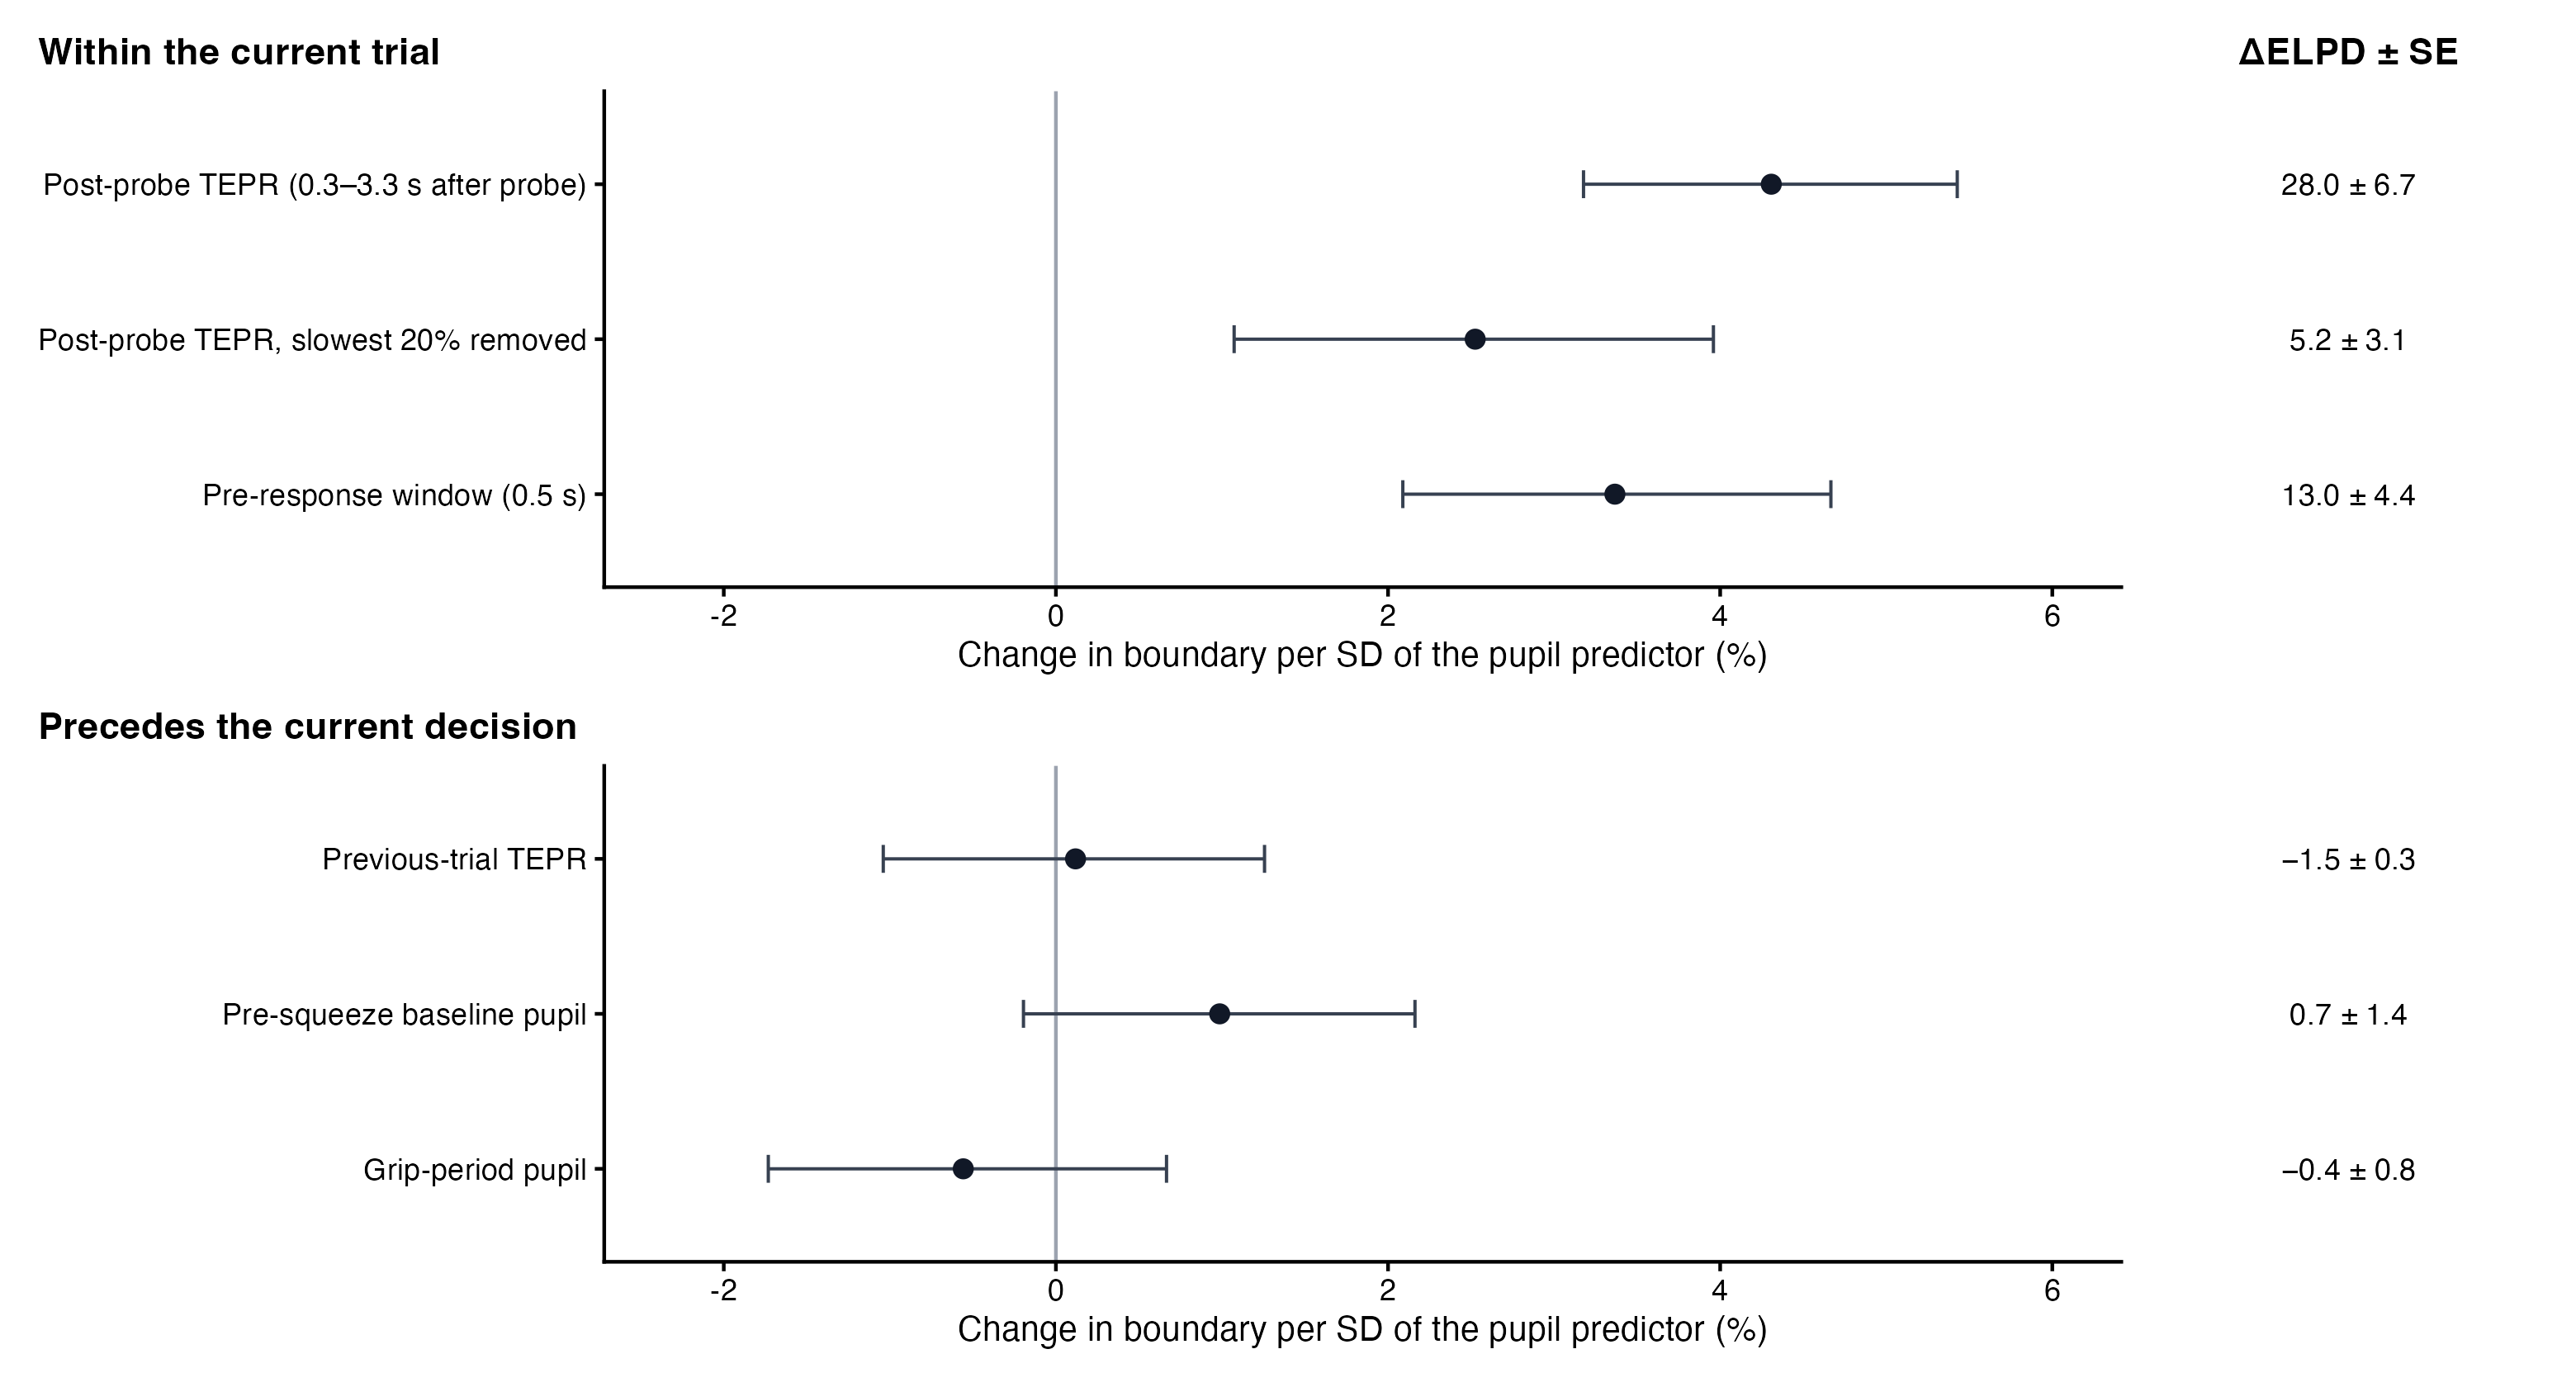 Within the current trial
ΔELPD ± SE
Post-probe TEPR (0.3–3.3 s after probe)
28.0 ± 6.7
Post-probe TEPR, slowest 20% removed
5.2 ± 3.1
Pre-response window (0.5 s)
13.0 ± 4.4
-2 0 2 4 6
Change in boundary per SD of the pupil predictor (%)
Precedes the current decision
Previous-trial TEPR
−1.5 ± 0.3
Pre-squeeze baseline pupil
0.7 ± 1.4
Grip-period pupil
−0.4 ± 0.8
-2 0 2 4 6
Change in boundary per SD of the pupil predictor (%)